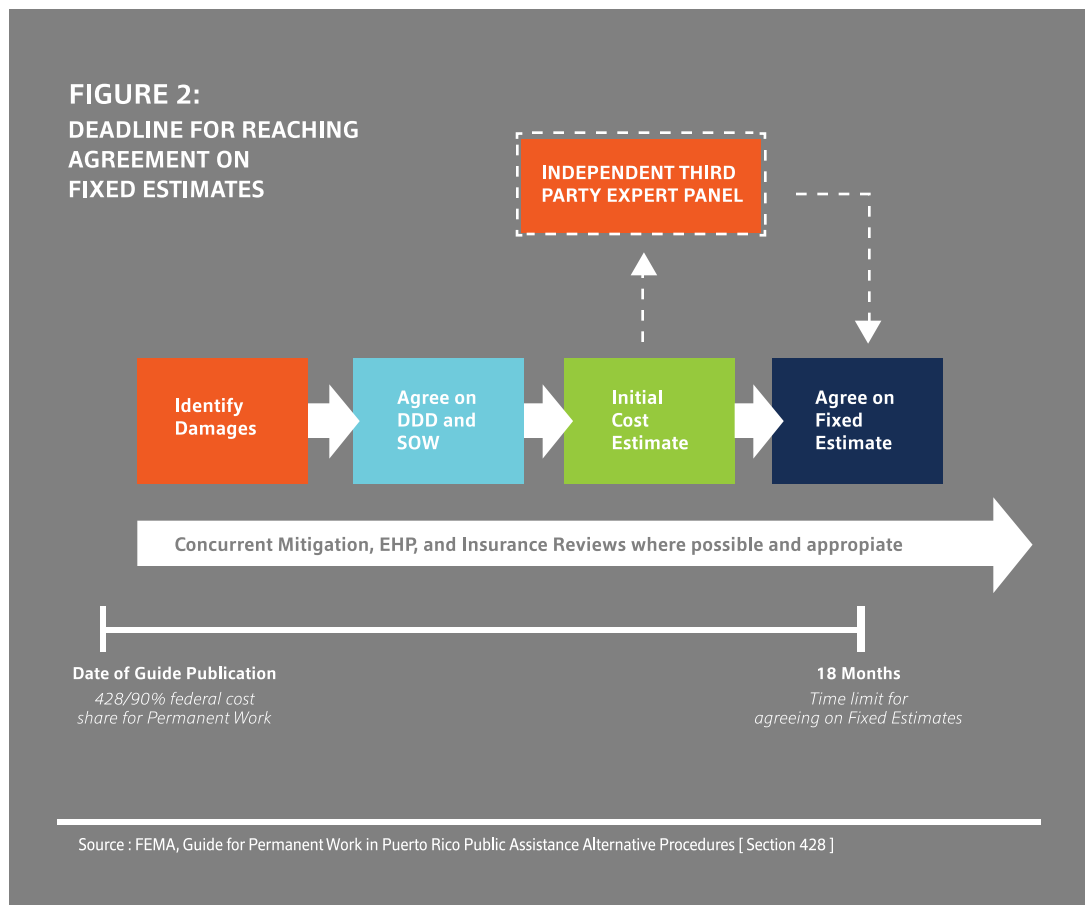 FIGURE 2:
DEADLINE FOR REACHING
AGREEMENT ON
FIXED ESTIMATES
INDEPENDENT THIRD
PARTY EXPERT PANEL
Identify
Damages
Agree on
DDD and
SOW
Initial
Cost
Estimate
Agree on
Fixed
Estimate
Concurrent Mitigation, EHP, and Insurance Reviews where possible and appropiate
Date of Guide Publication
428/90% federal cost
share for Permanent Work
18 Months
Time limit for
agreeing on Fixed Estimates
Source : FEMA, Guide for Permanent Work in Puerto Rico Public Assistance Alternative Procedures [ Section 428 ]